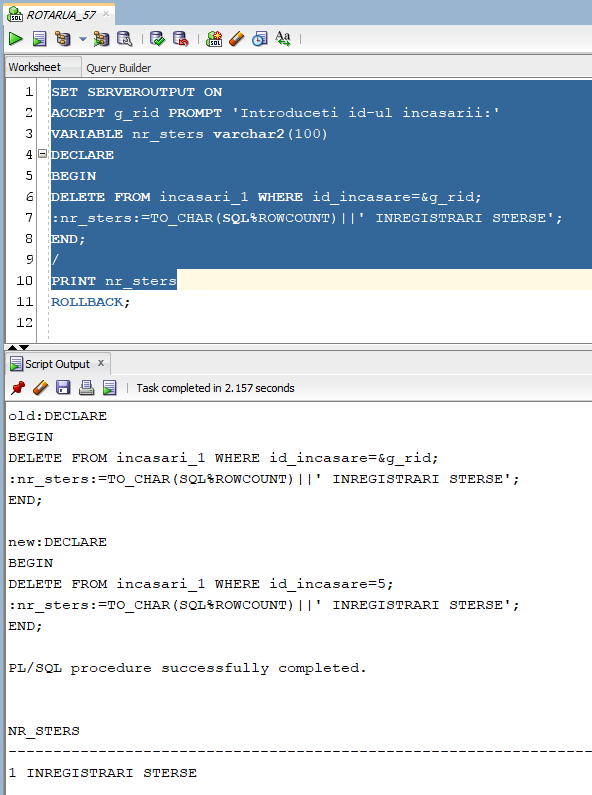 ROTARUA_57
Worksheet Query Builder
1 SET SERVEROUTPUT ON
2 ACCEPT g_rid PROMPT 'Introduceti id-ul incasarii:'
3 VARIABLE nr_sters varchar2(100)
4 DECLARE
5 BEGIN
6 DELETE FROM incasari_1 WHERE id_incasare=&g_rid;
7 :nr_sters:=TO_CHAR(SQL%ROWCOUNT)||' INREGISTRARI STERSE';
8 END;
9 /
10 PRINT nr_sters
11 ROLLBACK;
12
Script Output x
Task completed in 2.157 seconds
old:DECLARE
BEGIN
DELETE FROM incasari_1 WHERE id_incasare=&g_rid;
:nr_sters:=TO_CHAR(SQL%ROWCOUNT)||' INREGISTRARI STERSE';
END;
new:DECLARE
BEGIN
DELETE FROM incasari_1 WHERE id_incasare=5;
:nr_sters:=TO_CHAR(SQL%ROWCOUNT)||' INREGISTRARI STERSE';
END;
PL/SQL procedure successfully completed.
NR_STERS
-----------------------------------------------------------------
1 INREGISTRARI STERSE